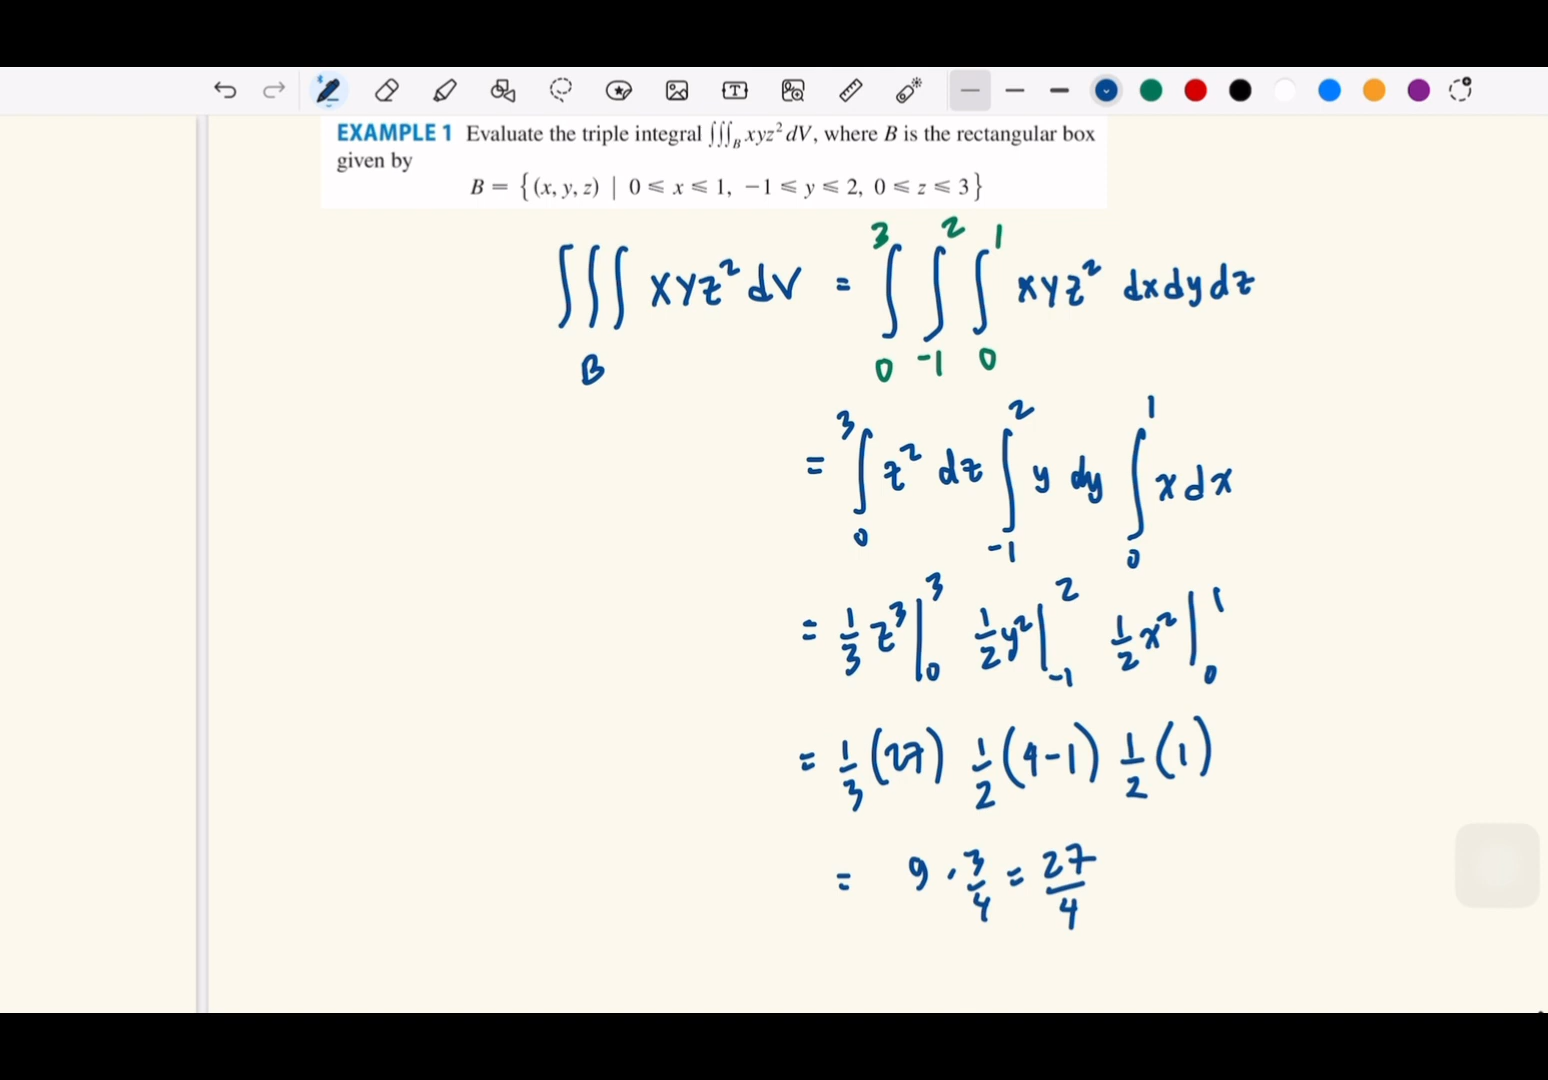 EXAMPLE 1 Evaluate the triple integral ∭_B xyz² dV, where B is the rectangular box
given by
B = {(x, y, z) | 0 ⩽ x ⩽ 1, −1 ⩽ y ⩽ 2, 0 ⩽ z ⩽ 3}
∭_B xyz² dV = ∫_0^3 ∫_{-1}^2 ∫_0^1 xyz² dxdydz
= ∫_0^3 z² dz ∫_{-1}^2 y dy ∫_0^1 x dx
= 1/3 z³ |_0^3 1/2 y² |_{-1}^2 1/2 x² |_0^1
= 1/3 (27) 1/2 (4-1) 1/2 (1)
= 9 · 3/4 = 27/4